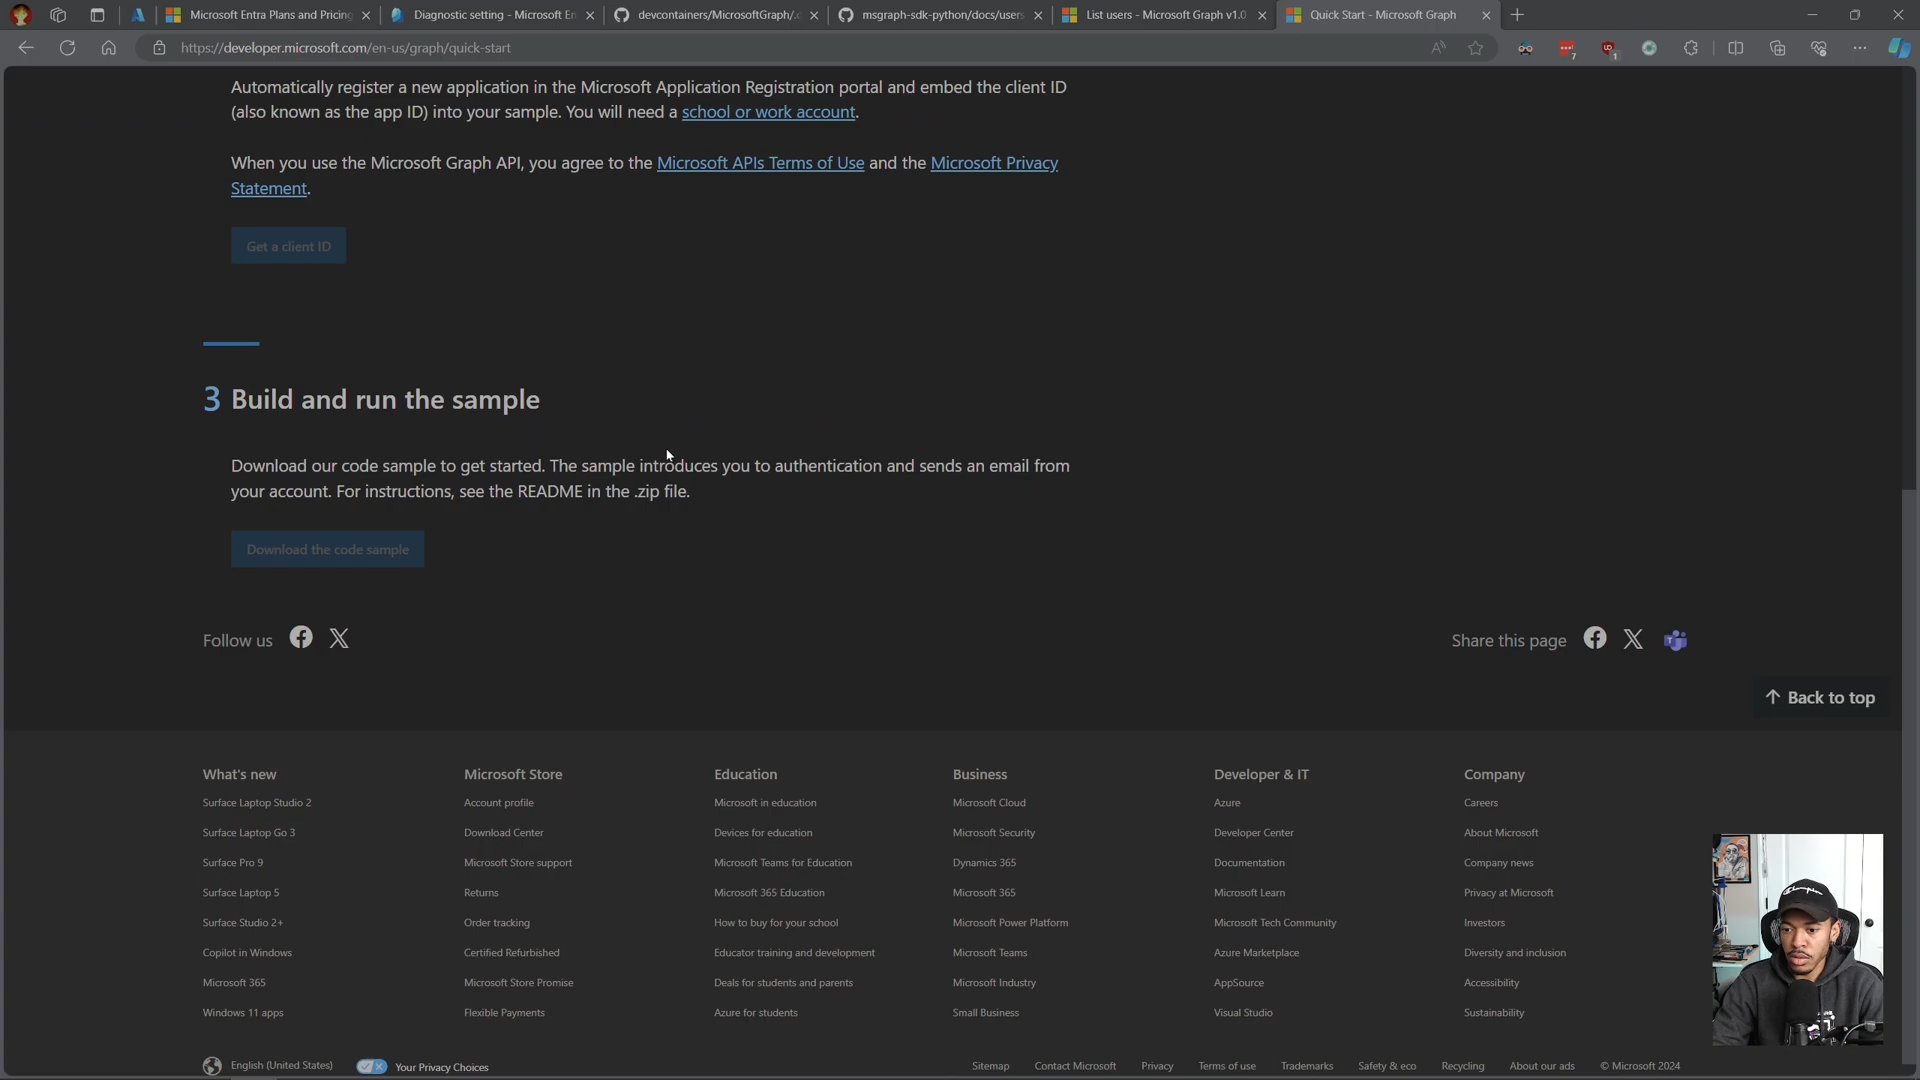 Microsoft Entra Plans and Pricing
Diagnostic setting - Microsoft En
devcontainers/MicrosoftGraph/.c
msgraph-sdk-python/docs/users
List users - Microsoft Graph v1.0
Quick Start - Microsoft Graph
https://developer.microsoft.com/en-us/graph/quick-start
7
1
Automatically register a new application in the Microsoft Application Registration portal and embed the client ID
(also known as the app ID) into your sample. You will need a school or work account.
When you use the Microsoft Graph API, you agree to the Microsoft APIs Terms of Use and the Microsoft Privacy
Statement.
Get a client ID
3 Build and run the sample
Download our code sample to get started. The sample introduces you to authentication and sends an email from
your account. For instructions, see the README in the .zip file.
Download the code sample
Follow us
Share this page
Back to top
What's new
Surface Laptop Studio 2
Surface Laptop Go 3
Surface Pro 9
Surface Laptop 5
Surface Studio 2+
Copilot in Windows
Microsoft 365
Windows 11 apps
Microsoft Store
Account profile
Download Center
Microsoft Store support
Returns
Order tracking
Certified Refurbished
Microsoft Store Promise
Flexible Payments
Education
Microsoft in education
Devices for education
Microsoft Teams for Education
Microsoft 365 Education
How to buy for your school
Educator training and development
Deals for students and parents
Azure for students
Business
Microsoft Cloud
Microsoft Security
Dynamics 365
Microsoft 365
Microsoft Power Platform
Microsoft Teams
Microsoft Industry
Small Business
Developer & IT
Azure
Developer Center
Documentation
Microsoft Learn
Microsoft Tech Community
Azure Marketplace
AppSource
Visual Studio
Company
Careers
About Microsoft
Company news
Privacy at Microsoft
Investors
Diversity and inclusion
Accessibility
Sustainability
Champion
English (United States)
Your Privacy Choices
Sitemap
Contact Microsoft
Privacy
Terms of use
Trademarks
Safety & eco
Recycling
About our ads
© Microsoft 2024